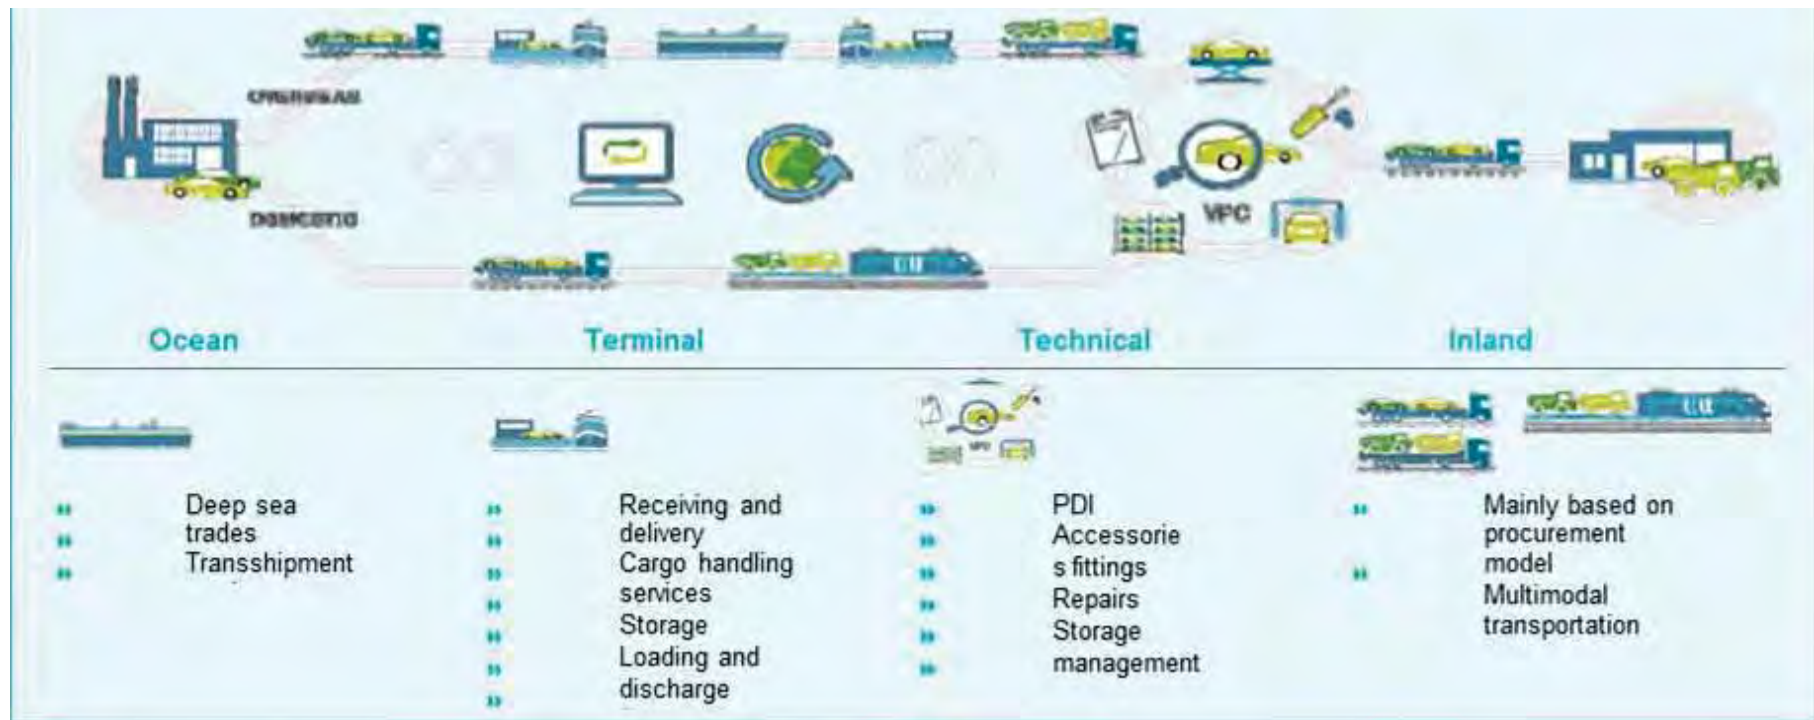 VPC
Ocean
Terminal
Technical
Inland
Deep sea
trades
Transshipment
Receiving and
delivery
Cargo handling
services
Storage
Loading and
discharge
PDI
Accessorie
s fittings
Repairs
Storage
management
Mainly based on
procurement
model
Multimodal
transportation